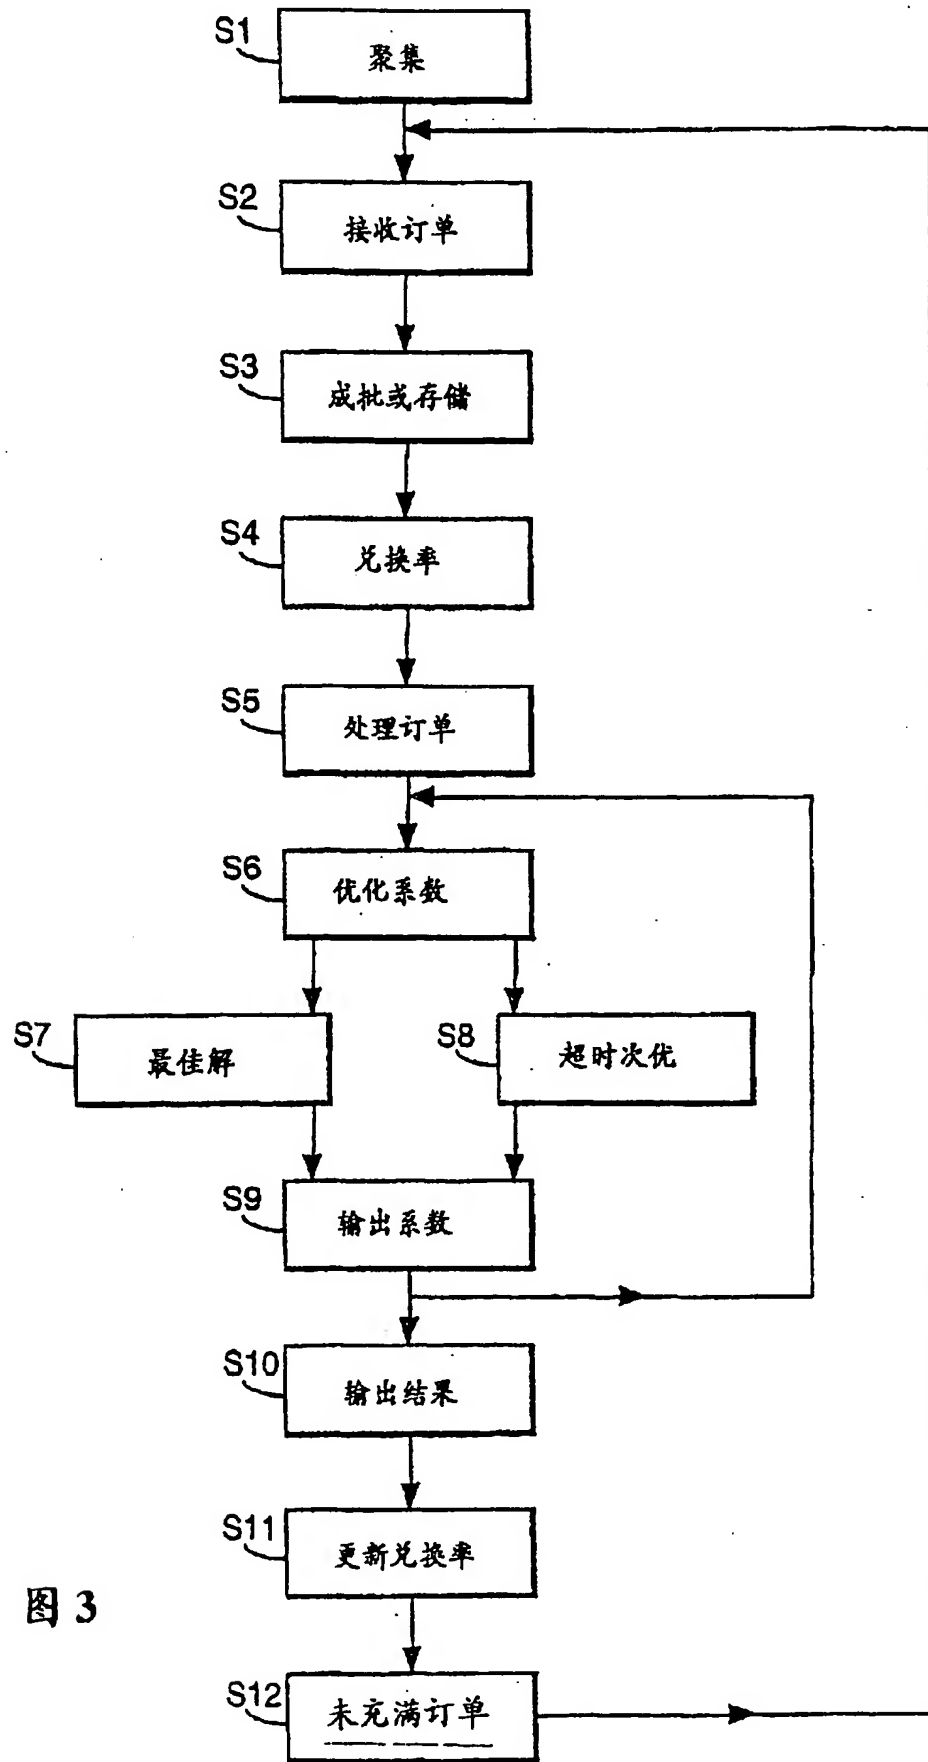 S1
聚集
S2
接收订单
S3
成批或存储
S4
兑换率
S5
处理订单
S6
优化系数
S7
最佳解
S8
超时次优
S9
输出系数
S10
输出结果
S11
更新兑换率
图 3
S12
未充满订单